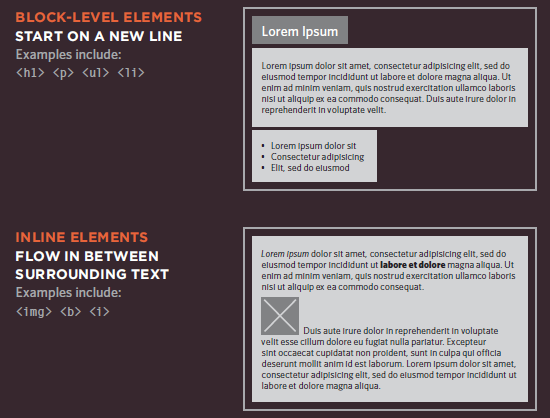 BLOCK-LEVEL ELEMENTS
START ON A NEW LINE
Examples include:
<h1> <p> <ul> <li>
Lorem Ipsum
Lorem ipsum dolor sit amet, consectetur adipisicing elit, sed do
eiusmod tempor incididunt ut labore et dolore magna aliqua. Ut
enim ad minim veniam, quis nostrud exercitation ullamco laboris
nisi ut aliquip ex ea commodo consequat. Duis aute irure dolor in
reprehenderit in voluptate velit.
• Lorem ipsum dolor sit
• Consectetur adipisicing
• Elit, sed do eiusmod
INLINE ELEMENTS
FLOW IN BETWEEN
SURROUNDING TEXT
Examples include:
<img> <b> <i>
Lorem ipsum dolor sit amet, consectetur adipisicing elit, sed do
eiusmod tempor incididunt ut labore et dolore magna aliqua. Ut
enim ad minim veniam, quis nostrud exercitation ullamco laboris
nisi ut aliquip ex ea commodo consequat.
Duis aute irure dolor in reprehenderit in voluptate
velit esse cillum dolore eu fugiat nulla pariatur. Excepteur
sint occaecat cupidatat non proident, sunt in culpa qui officia
deserunt mollit anim id est laborum. Lorem ipsum dolor sit amet,
consectetur adipisicing elit, sed do eiusmod tempor incididunt ut
labore et dolore magna aliqua.